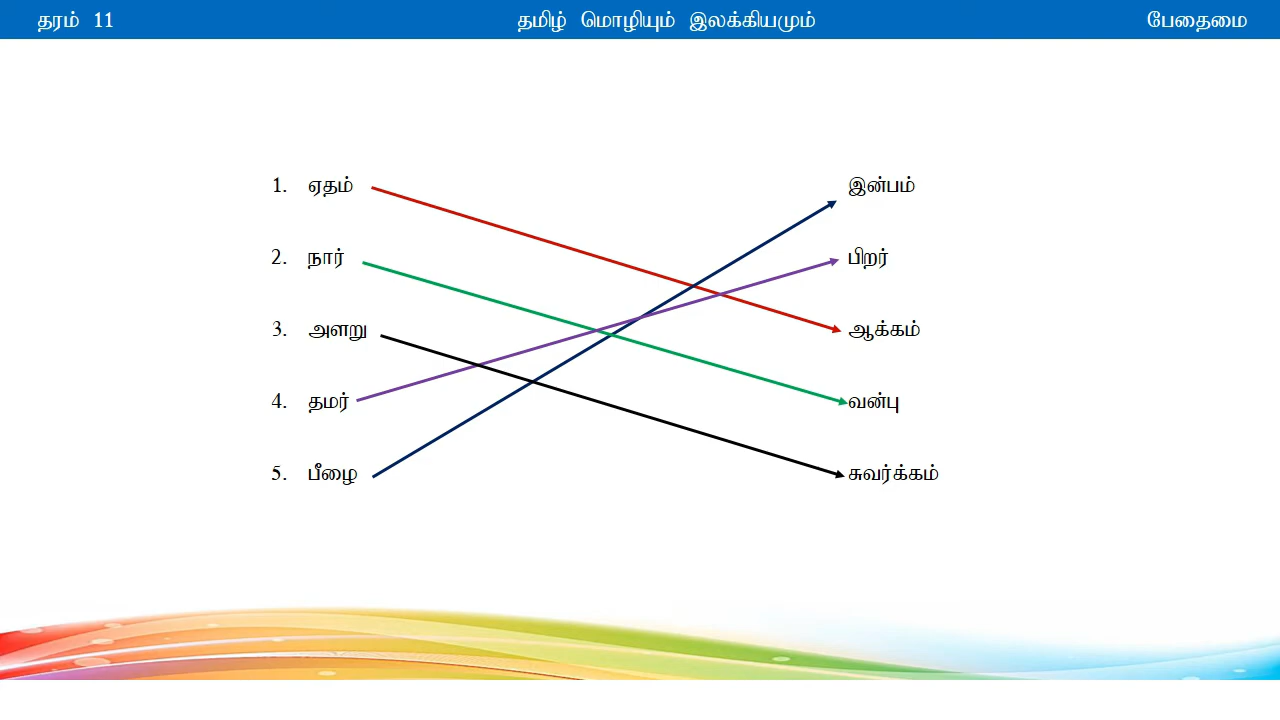 தரம் 11 தமிழ் மொழியும் இலக்கியமும் பேதைமை
1. ஏதம் இன்பம்
2. நார் பிறர்
3. அளறு ஆக்கம்
4. தமர் வன்பு
5. பீழை சுவர்க்கம்